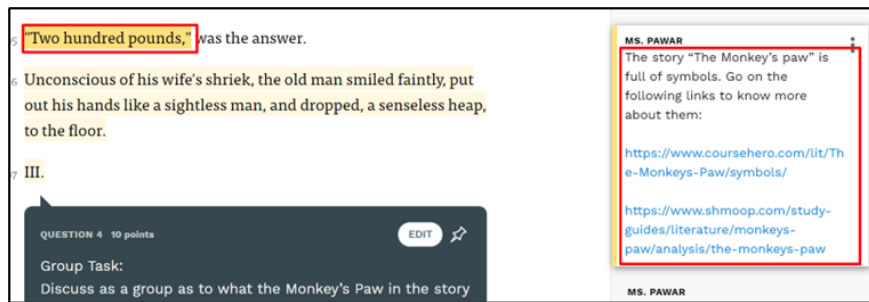 95 "Two hundred pounds," was the answer.
96 Unconscious of his wife's shriek, the old man smiled faintly, put
out his hands like a sightless man, and dropped, a senseless heap,
to the floor.
97 III.
QUESTION 4 10 points EDIT
Group Task:
Discuss as a group as to what the Monkey's Paw in the story
MS. PAWAR
The story “The Monkey’s paw” is
full of symbols. Go on the
following links to know more
about them:
https://www.coursehero.com/lit/Th
e-Monkeys-Paw/symbols/
https://www.shmoop.com/study-
guides/literature/monkeys-
paw/analysis/the-monkeys-paw
MS. PAWAR